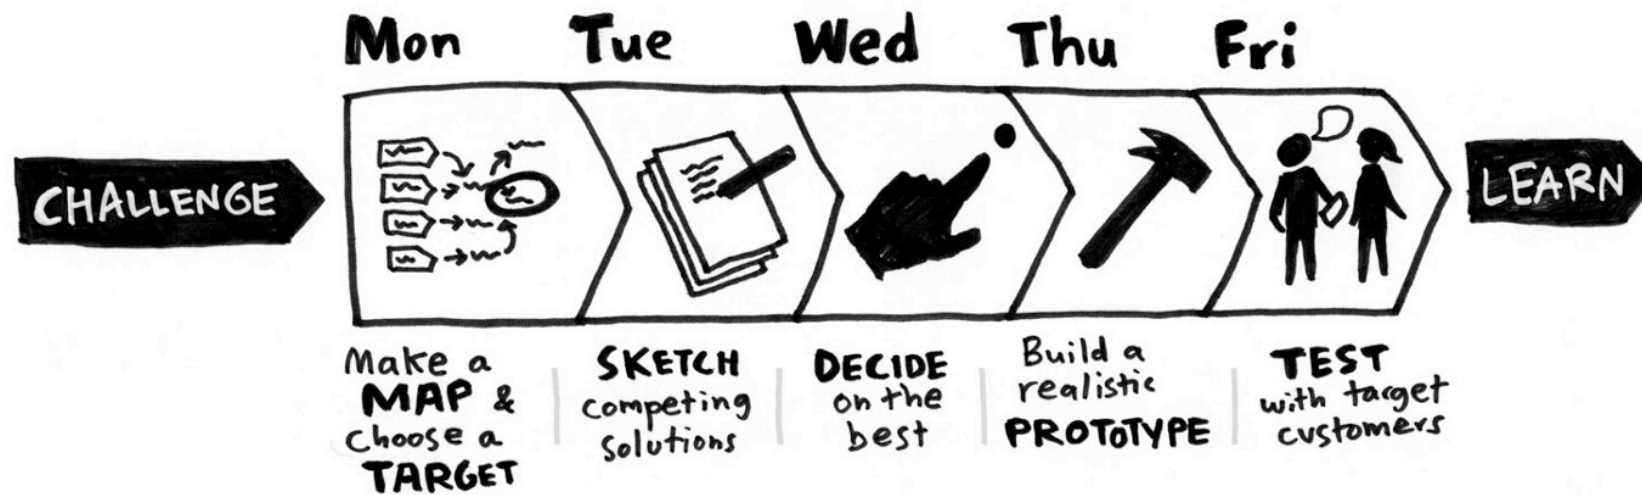 Mon
Tue
Wed
Thu
Fri
CHALLENGE
LEARN
Make a
MAP &
choose a
TARGET
SKETCH
competing
solutions
DECIDE
on the
best
Build a
realistic
PROTOTYPE
TEST
with target
customers